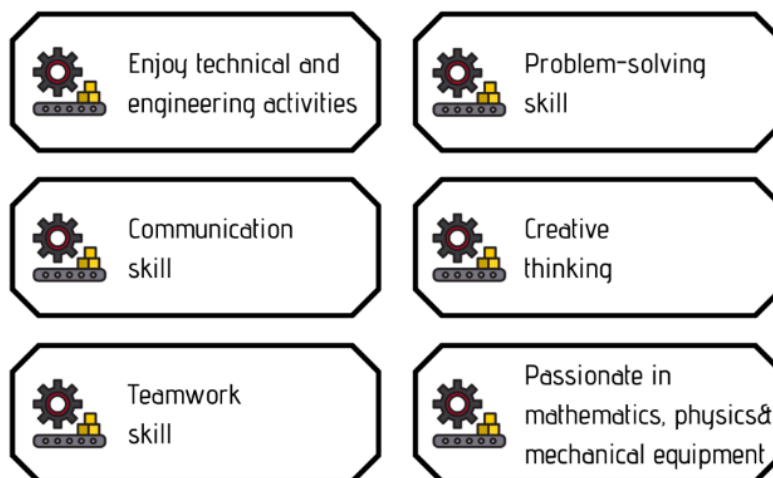 Enjoy technical and
engineering activities
Problem-solving
skill
Communication
skill
Creative
thinking
Teamwork
skill
Passionate in
mathematics, physics&
mechanical equipment